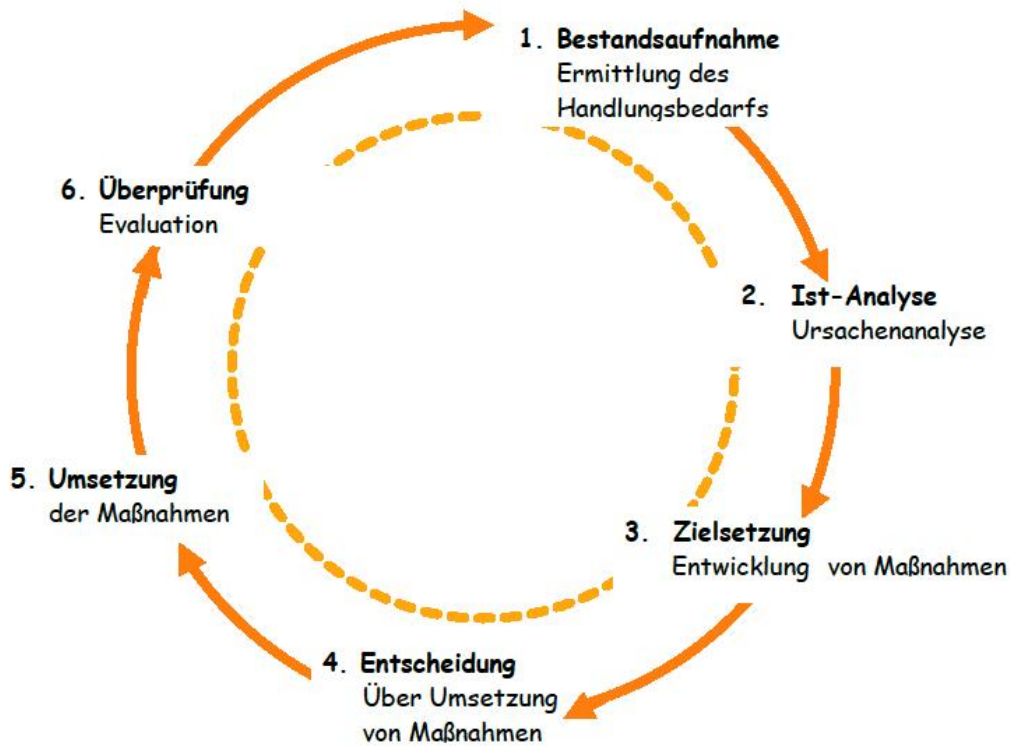 1. Bestandsaufnahme
Ermittlung des
Handlungsbedarfs
2. Ist-Analyse
Ursachenanalyse
3. Zielsetzung
Entwicklung von Maßnahmen
4. Entscheidung
Über Umsetzung
von Maßnahmen
5. Umsetzung
der Maßnahmen
6. Überprüfung
Evaluation